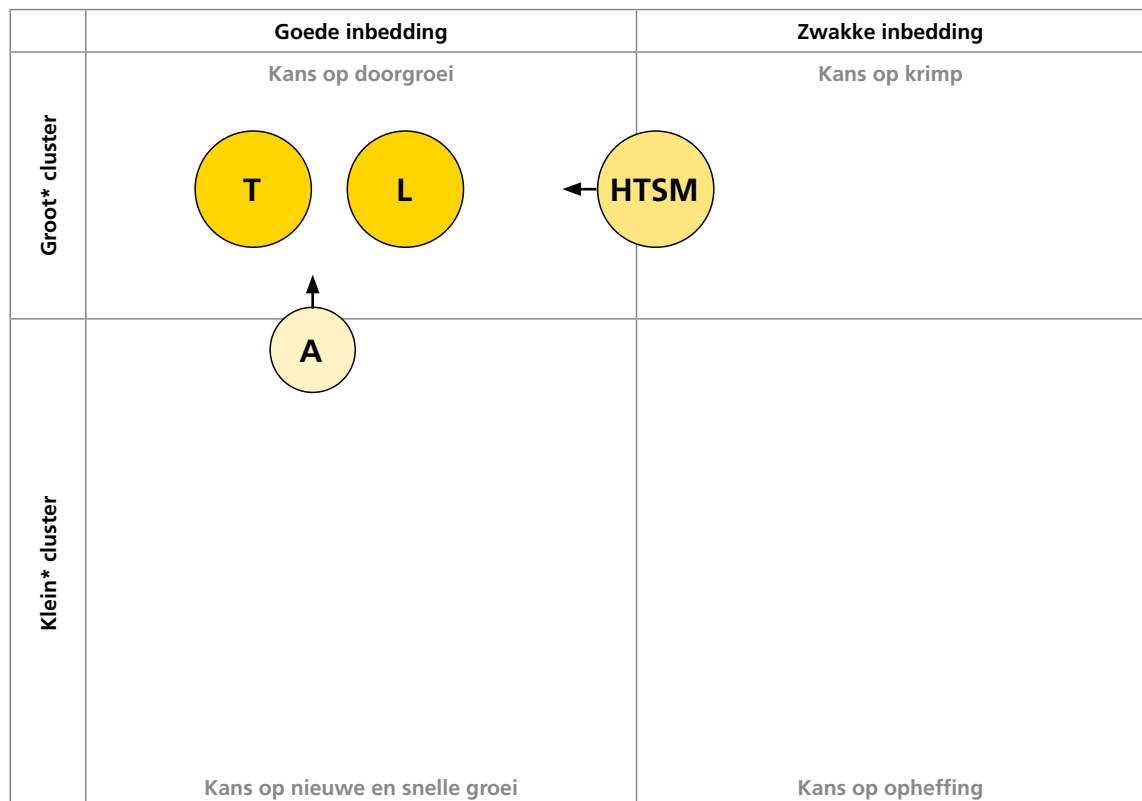 Goede inbedding
Zwakke inbedding
Kans op doorgroei
Kans op krimp
Groot* cluster
T
L
HTSM
A
Klein* cluster
Kans op nieuwe en snelle groei
Kans op opheffing